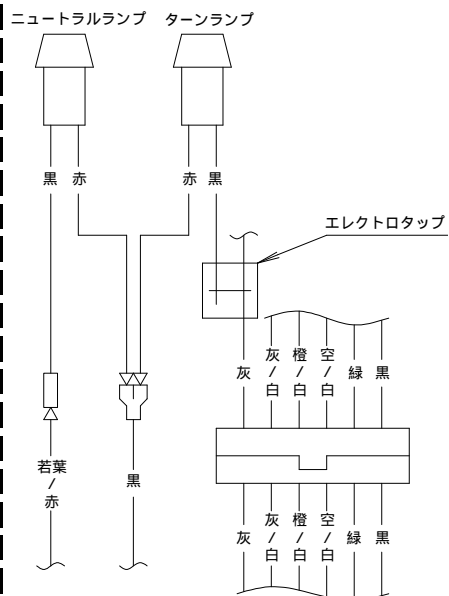 ニュートラルランプ ターンランプ
黒 赤 赤 黒
エレクトロタップ
灰 灰/白 橙/白 空/白 緑 黒
若葉/赤 黒
灰 灰/白 橙/白 空/白 緑 黒